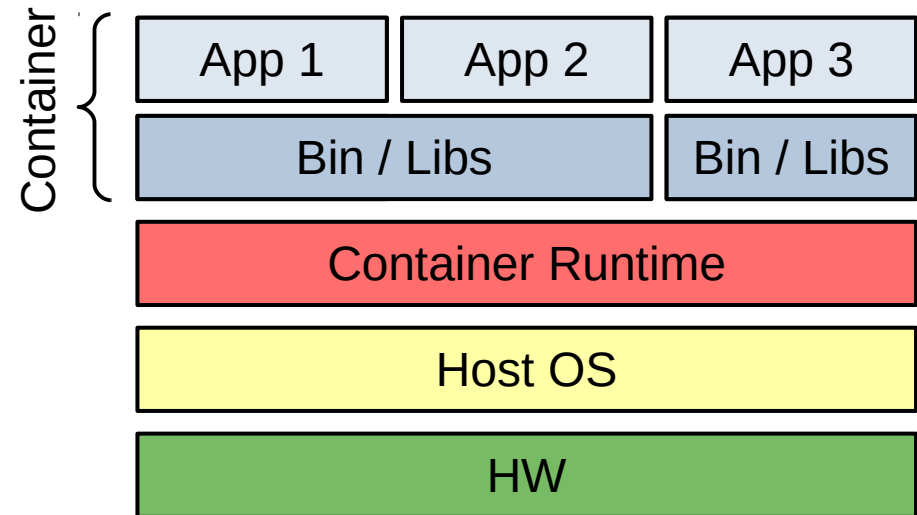 Container
App 1
App 2
App 3
Bin / Libs
Bin / Libs
Container Runtime
Host OS
HW